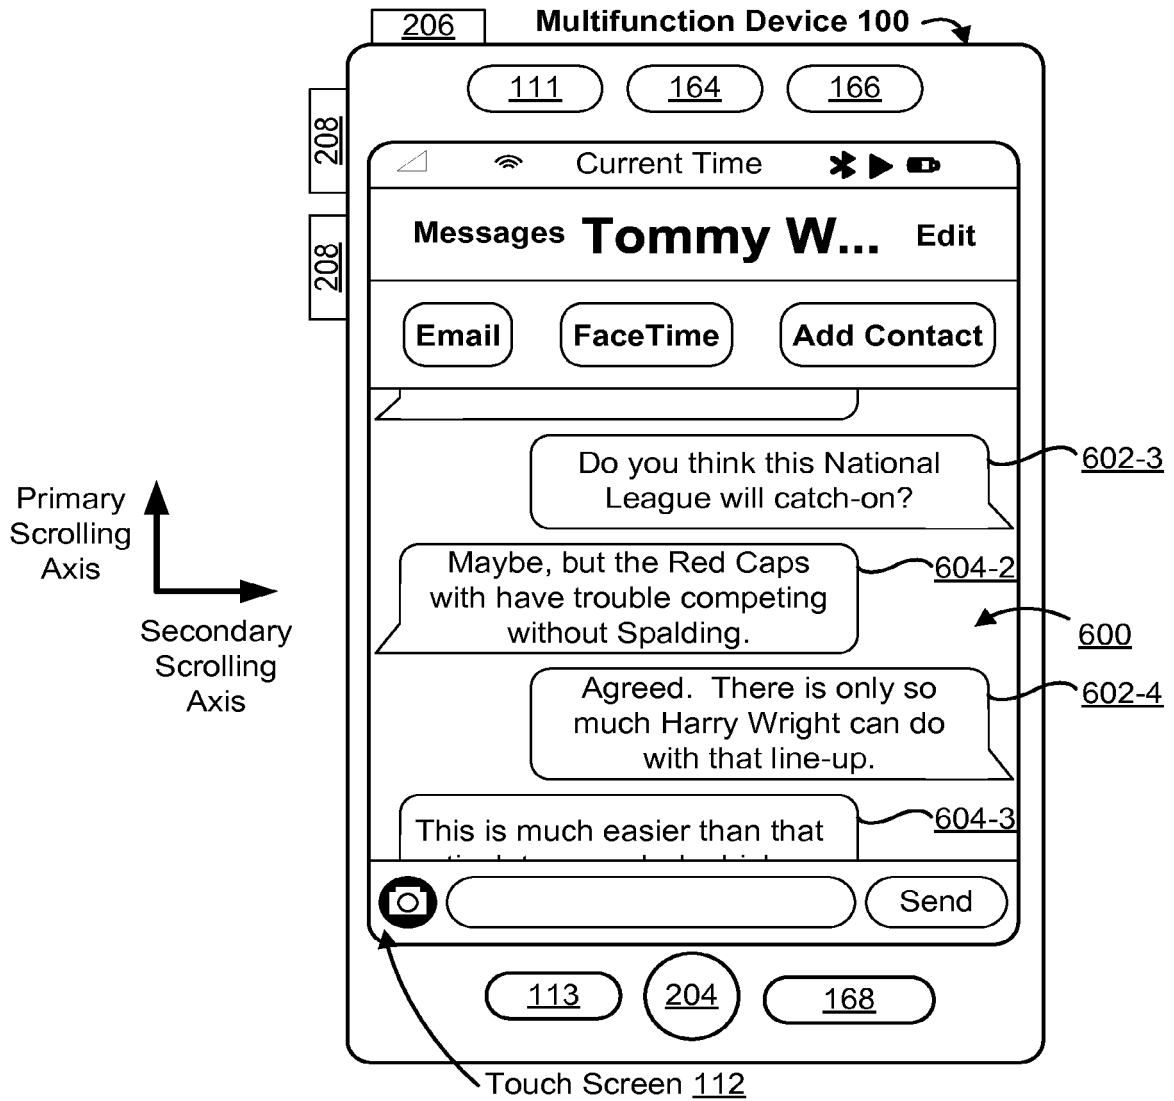 206
Multifunction Device 100
111
164
166
208
208
Current Time
Messages
Tommy W...
Edit
Email
FaceTime
Add Contact
Do you think this National
League will catch-on?
602-3
Primary
Scrolling
Axis
Secondary
Scrolling
Axis
Maybe, but the Red Caps
with have trouble competing
without Spalding.
604-2
600
Agreed. There is only so
much Harry Wright can do
with that line-up.
602-4
This is much easier than that
604-3
Send
113
204
168
Touch Screen 112